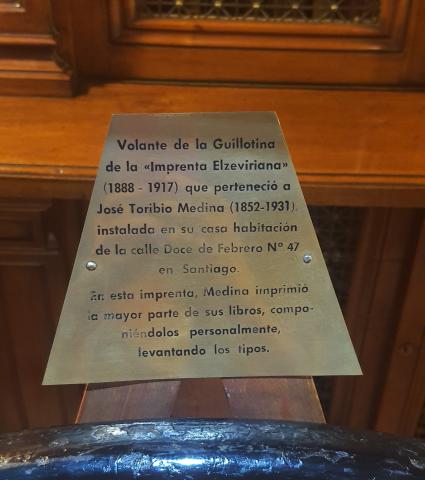 Volante de la Guillotina
de la «Imprenta Elzeviriana»
(1888 - 1917) que perteneció a
José Toribio Medina (1852-1931),
instalada en su casa habitación
de la calle Doce de Febrero Nº 47
en Santiago.
En esta imprenta, Medina imprimió
la mayor parte de sus libros, compo-
niéndolos personalmente,
levantando los tipos.